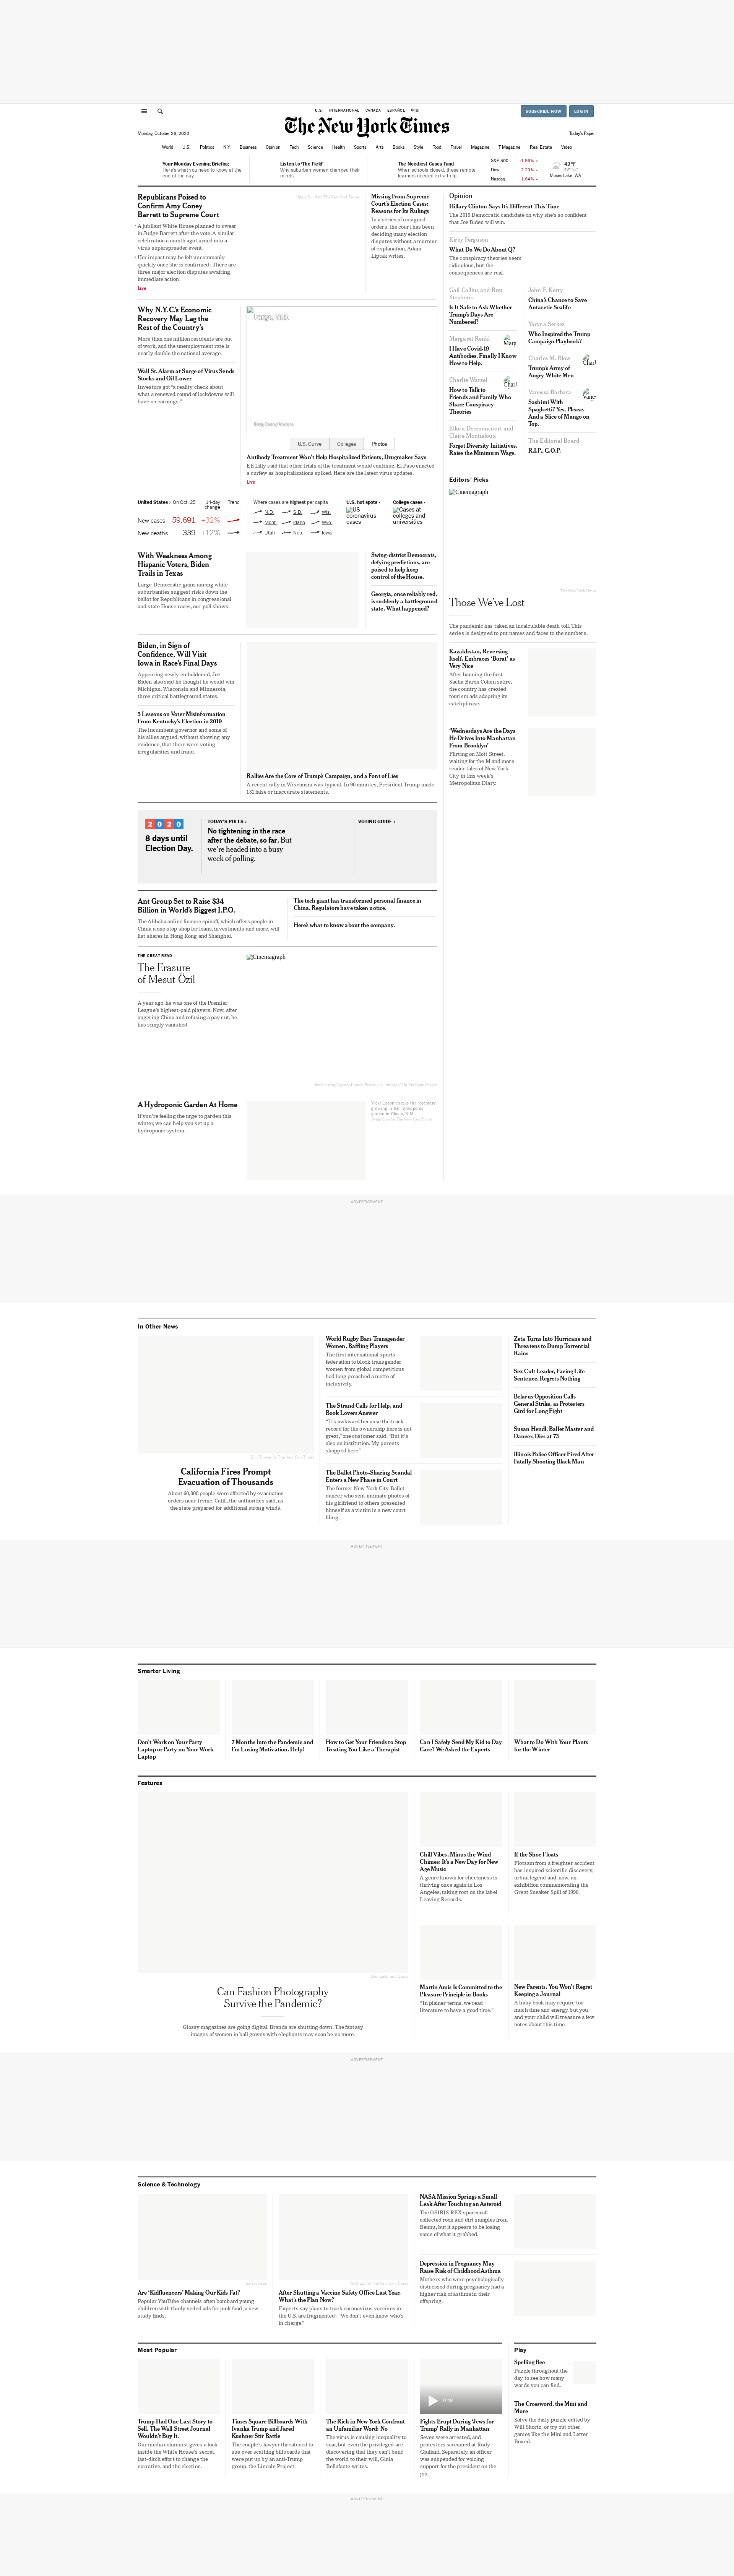 U.S. INTERNATIONAL CANADA ESPAÑOL 中文
SUBSCRIBE NOW LOG IN
The New York Times
Monday, October 26, 2020
Today's Paper
World U.S. Politics N.Y. Business Opinion Tech Science Health Sports Arts Books Style Food Travel Magazine T Magazine Real Estate Video
Your Monday Evening Briefing
Here's what you need to know at the
end of the day.
Listen to 'The Field'
Why suburban women changed their
minds
The Neediest Cases Fund
When schools closed, these remote
learners needed extra help.
S&P 500 -1.86% ↓
Dow -2.29% ↓
Nasdaq -1.64% ↓
42°F
Moses Lake, WA
Republicans Poised to
Confirm Amy Coney
Barrett to Supreme Court
• A jubilant White House planned to swear
in Judge Barrett after the vote. A similar
celebration a month ago turned into a
virus superspreader event.
• Her impact may be felt uncommonly
quickly once she is confirmed: There are
three major election disputes awaiting
immediate action.
Live
Missing From Supreme
Court's Election Cases:
Reasons for Its Rulings
In a series of unsigned
orders, the court has been
deciding many election
disputes without a murmur
of explanation, Adam
Liptak writes.
Why N.Y.C.'s Economic
Recovery May Lag the
Rest of the Country's
More than one million residents are out
of work, and the unemployment rate is
nearly double the national average.
Wall St. Alarm at Surge of Virus Sends
Stocks and Oil Lower
Investors got "a reality check about
what a renewed round of lockdowns will
have on earnings."
Fargo, N.D.
U.S. Curve Colleges Photos
Antibody Treatment Won't Help Hospitalized Patients, Drugmaker Says
Eli Lilly said that other trials of the treatment would continue. El Paso enacted
a curfew as hospitalizations spiked. Here are the latest virus updates.
Live
United States › On Oct. 25 14-day
change Trend
New cases 59,691 +32%
New deaths 339 +12%
Where cases are highest per capita
N.D. S.D. Wis.
Mont. Idaho Wyo.
Utah Neb. Iowa
U.S. hot spots ›
US
coronavirus
cases
College cases ›
Cases at
colleges and
universities
With Weakness Among
Hispanic Voters, Biden
Trails in Texas
Large Democratic gains among white
suburbanites suggest risks down the
ballot for Republicans in congressional
and state House races, our poll shows.
Swing-district Democrats,
defying predictions, are
poised to help keep
control of the House.
Georgia, once reliably red,
is suddenly a battleground
state. What happened?
Biden, in Sign of
Confidence, Will Visit
Iowa in Race's Final Days
Appearing newly emboldened, Joe
Biden also said he thought he would win
Michigan, Wisconsin and Minnesota,
three critical battleground states.
5 Lessons on Voter Misinformation
From Kentucky's Election in 2019
The incumbent governor and some of
his allies argued, without showing any
evidence, that there were voting
irregularities and fraud.
Rallies Are the Core of Trump's Campaign, and a Font of Lies
A recent rally in Wisconsin was typical. In 90 minutes, President Trump made
131 false or inaccurate statements.
2020
8 days until
Election Day.
TODAY'S POLLS ›
No tightening in the race
after the debate, so far. But
we're headed into a busy
week of polling.
VOTING GUIDE ›
Ant Group Set to Raise $34
Billion in World's Biggest I.P.O.
The Alibaba online finance spinoff, which offers people in
China a one-stop shop for loans, investments and more, will
list shares in Hong Kong and Shanghai.
The tech giant has transformed personal finance in
China. Regulators have taken notice.
Here's what to know about the company.
THE GREAT READ
The Erasure
of Mesut Özil
A year ago, he was one of the Premier
League's highest-paid players. Now, after
angering China and refusing a pay cut, he
has simply vanished.
Cinemagraph
A Hydroponic Garden At Home
If you're feeling the urge to garden this
winter, we can help you set up a
hydroponic system.
Opinion
Hillary Clinton Says It's Different This Time
The 2016 Democratic candidate on why she's so confident
that Joe Biden will win.
Kirby Ferguson
What Do We Do About Q?
The conspiracy theories seem
ridiculous, but the
consequences are real.
Gail Collins and Bret
Stephens
Is It Safe to Ask Whether
Trump's Days Are
Numbered?
Margaret Renkl
I Have Covid-19
Antibodies. Finally I Know
How to Help.
Charlie Warzel
How to Talk to
Friends and Family Who
Share Conspiracy
Theories
Ellora Derenoncourt and
Claire Montialoux
Forget Diversity Initiatives.
Raise the Minimum Wage.
John F. Kerry
China's Chance to Save
Antarctic Sealife
Yaryna Serkez
Who Inspired the Trump
Campaign Playbook?
Charles M. Blow
Trump's Army of
Angry White Men
Vanessa Barbara
Sashimi With
Spaghetti? Yes, Please.
And a Slice of Mango on
Top.
The Editorial Board
R.I.P., G.O.P.
Editors' Picks
Cinemagraph
The New York Times
Those We've Lost
The pandemic has taken an incalculable death toll. This
series is designed to put names and faces to the numbers.
Kazakhstan, Reversing
Itself, Embraces 'Borat' as
Very Nice
After banning the first
Sacha Baron Cohen satire,
the country has created
tourism ads adopting its
catchphrase.
'Wednesdays Are the Days
He Drives Into Manhattan
From Brooklyn'
Flirting on Mott Street,
waiting for the M and more
reader tales of New York
City in this week's
Metropolitan Diary.
ADVERTISEMENT
In Other News
California Fires Prompt
Evacuation of Thousands
About 60,000 people were affected by evacuation
orders near Irvine, Calif., the authorities said, as
the state prepared for additional strong winds.
World Rugby Bars Transgender
Women, Baffling Players
The first international sports
federation to block transgender
women from global competitions
had long preached a motto of
inclusivity.
The Strand Calls for Help, and
Book Lovers Answer
"It's awkward because the track
record for the ownership here is not
great," one customer said. "But it's
also an institution. My parents
shopped here."
The Ballet Photo-Sharing Scandal
Enters a New Phase in Court
The former New York City Ballet
dancer who sent intimate photos of
his girlfriend to others presented
himself as a victim in a new court
filing.
Zeta Turns Into Hurricane and
Threatens to Dump Torrential
Rains
Sex Cult Leader, Facing Life
Sentence, Regrets Nothing
Belarus Opposition Calls
General Strike, as Protesters
Gird for Long Fight
Susan Hendl, Ballet Master and
Dancer, Dies at 73
Illinois Police Officer Fired After
Fatally Shooting Black Man
ADVERTISEMENT
Smarter Living
Don't Work on Your Party
Laptop or Party on Your Work
Laptop
7 Months Into the Pandemic and
I'm Losing Motivation. Help!
How to Get Your Friends to Stop
Treating You Like a Therapist
Can I Safely Send My Kid to Day
Care? We Asked the Experts
What to Do With Your Plants
for the Winter
Features
Can Fashion Photography
Survive the Pandemic?
Glossy magazines are going digital. Brands are shutting down. The fantasy
images of women in ball gowns with elephants may soon be no more.
Chill Vibes, Minus the Wind
Chimes: It's a New Day for New
Age Music
A genre known for cheesiness is
thriving once again in Los
Angeles, taking root on the label
Leaving Records.
If the Shoe Floats
Flotsam from a freighter accident
has inspired scientific discovery,
urban legend and, now, an
exhibition commemorating the
Great Sneaker Spill of 1990.
Martin Amis Is Committed to the
Pleasure Principle in Books
"In plainer terms, we read
literature to have a good time."
New Parents, You Won't Regret
Keeping a Journal
A baby book may require too
much time and energy, but you
and your child will treasure a few
notes about this time.
ADVERTISEMENT
Science & Technology
Are 'Kidfluencers' Making Our Kids Fat?
Popular YouTube channels often bombard young
children with thinly veiled ads for junk food, a new
study finds.
After Shutting a Vaccine Safety Office Last Year,
What's the Plan Now?
Experts say plans to track coronavirus vaccines in
the U.S. are fragmented: "We don't even know who's
in charge."
NASA Mission Springs a Small
Leak After Touching an Asteroid
The OSIRIS-REX spacecraft
collected rock and dirt samples from
Bennu, but it appears to be losing
some of what it grabbed.
Depression in Pregnancy May
Raise Risk of Childhood Asthma
Mothers who were psychologically
distressed during pregnancy had a
higher risk of asthma in their
offspring.
Most Popular
Trump Had One Last Story to
Sell. The Wall Street Journal
Wouldn't Buy It.
Our media columnist gives a look
inside the White House's secret,
last-ditch effort to change the
narrative, and the election.
Times Square Billboards With
Ivanka Trump and Jared
Kushner Stir Battle
The couple's lawyer threatened to
sue over scathing billboards that
were put up by an anti-Trump
group, the Lincoln Project.
The Rich in New York Confront
an Unfamiliar Word: No
The virus is causing inequality to
soar, but even the privileged are
discovering that they can't bend
the world to their will, Ginia
Bellafante writes.
Fights Erupt During 'Jews for
Trump' Rally in Manhattan
Seven were arrested, and
protesters screamed at Rudy
Giuliani. Separately, an officer
was suspended for voicing
support for the president on the
job.
Play
Spelling Bee
Puzzle throughout the
day to see how many
words you can find.
The Crossword, the Mini and
More
Solve the daily puzzle edited by
Will Shortz, or try out other
games like the Mini and Letter
Boxed.
ADVERTISEMENT